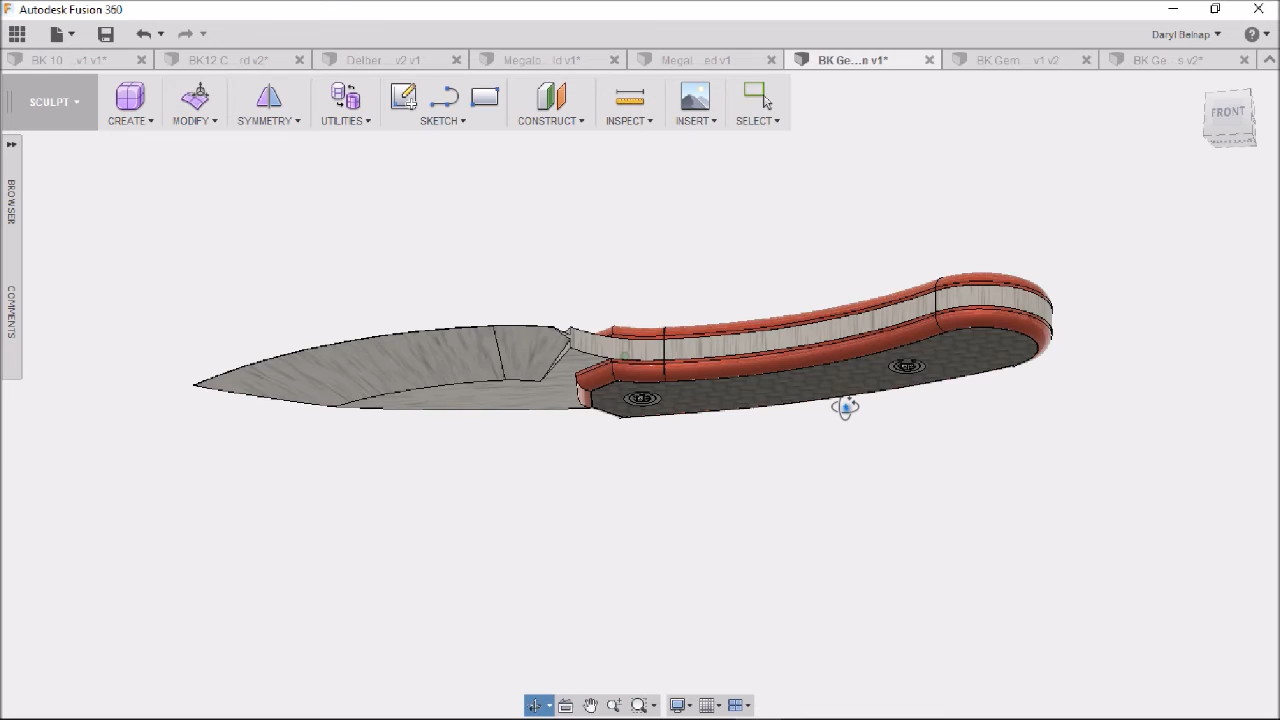 Autodesk Fusion 360
Daryl Belnap
BK 10 ... v1 v1*
BK12 C...rd v2*
Delber... v2 v1
Megalo...ld v1*
Megal...ed v1
BK Ge...n v1*
BK Gem...n v1 v2
BK Ge...s v2*
SCULPT
CREATE
MODIFY
SYMMETRY
UTILITIES
SKETCH
CONSTRUCT
INSPECT
INSERT
SELECT
FRONT
BROWSER
COMMENTS